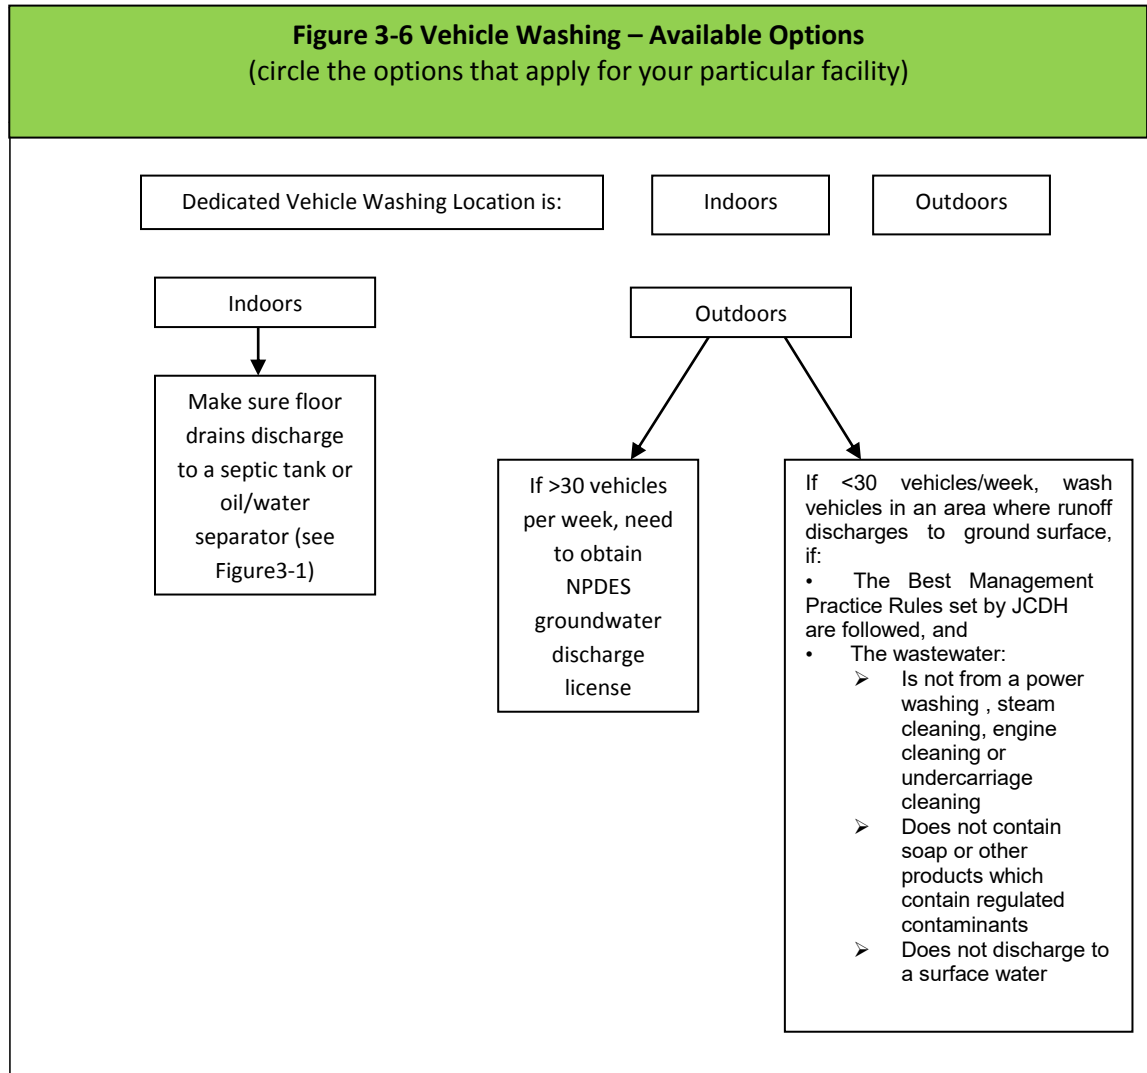 Figure 3-6 Vehicle Washing – Available Options
(circle the options that apply for your particular facility)
Dedicated Vehicle Washing Location is:
Indoors
Outdoors
Indoors
Make sure floor
drains discharge
to a septic tank or
oil/water
separator (see
Figure3-1)
Outdoors
If >30 vehicles
per week, need
to obtain
NPDES
groundwater
discharge
license
If <30 vehicles/week, wash
vehicles in an area where runoff
discharges to ground surface,
if:
• The Best Management
Practice Rules set by JCDH
are followed, and
• The wastewater:
➢ Is not from a power
washing , steam
cleaning, engine
cleaning or
undercarriage
cleaning
➢ Does not contain
soap or other
products which
contain regulated
contaminants
➢ Does not discharge to
a surface water